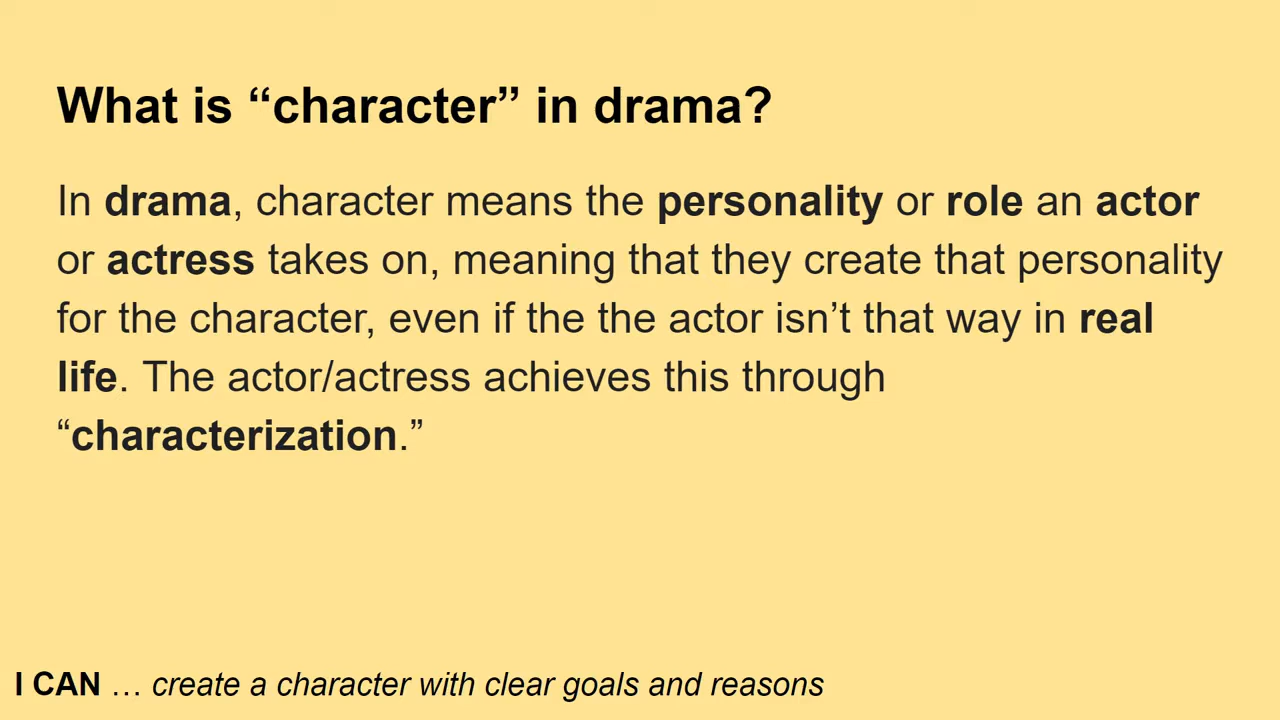 What is “character” in drama?
In drama, character means the personality or role an actor
or actress takes on, meaning that they create that personality
for the character, even if the the actor isn’t that way in real
life. The actor/actress achieves this through
“characterization.”
I CAN … create a character with clear goals and reasons